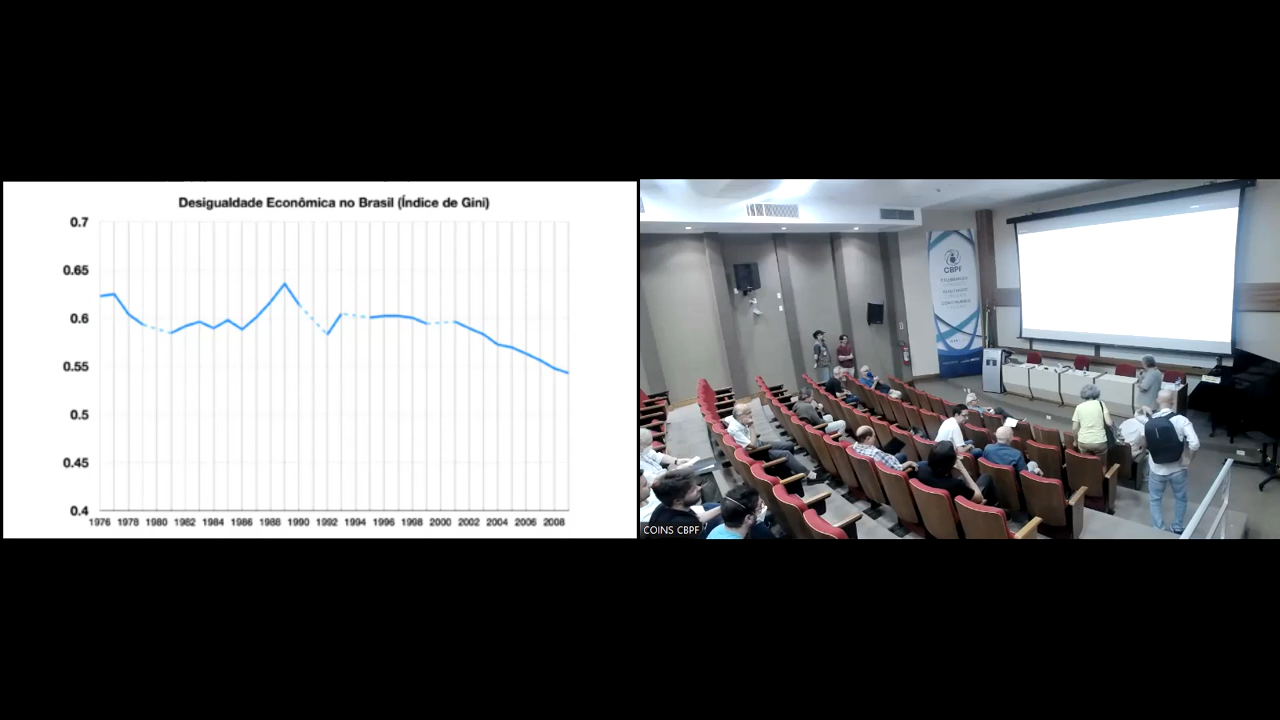 Desigualdade Econômica no Brasil (Índice de Gini)
0.7
0.65
0.6
0.55
0.5
0.45
0.4
1976 1978 1980 1982 1984 1986 1988 1990 1992 1994 1996 1998 2000 2002 2004 2006 2008
CBPF
COINS CBPF